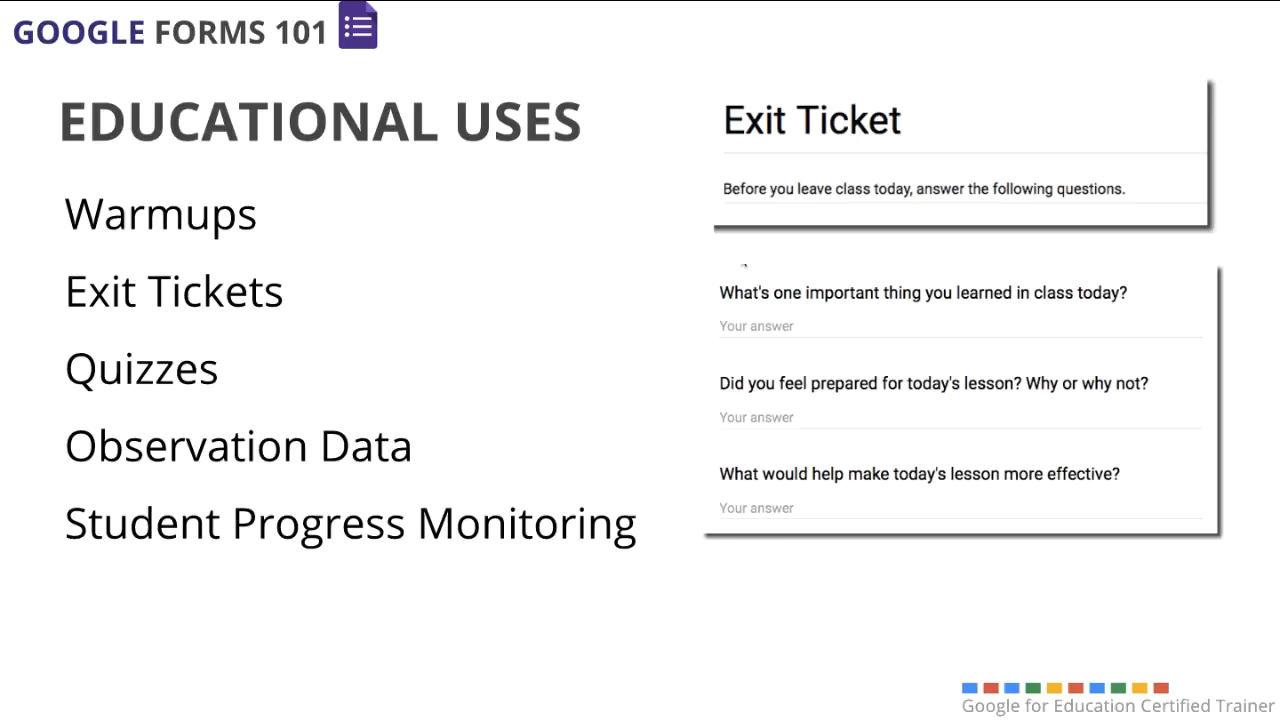 GOOGLE FORMS 101
EDUCATIONAL USES
Warmups
Exit Tickets
Quizzes
Observation Data
Student Progress Monitoring
Exit Ticket
Before you leave class today, answer the following questions.
What's one important thing you learned in class today?
Your answer
Did you feel prepared for today's lesson? Why or why not?
Your answer
What would help make today's lesson more effective?
Your answer
Google for Education Certified Trainer